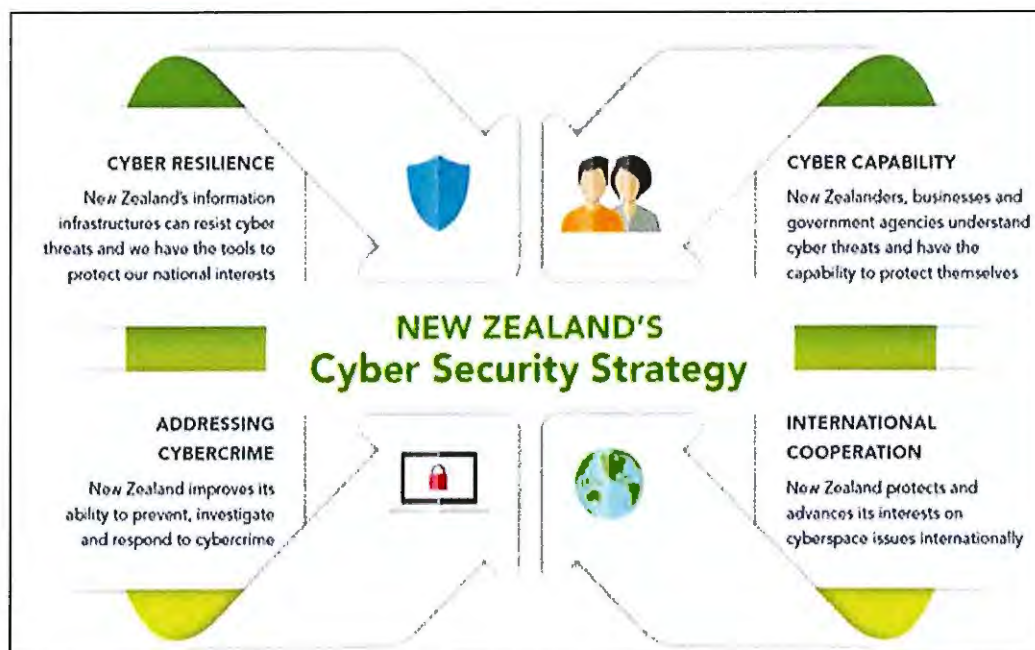 CYBER RESILIENCE
New Zealand's information
infrastructures can resist cyber
threats and we have the tools to
protect our national interests
CYBER CAPABILITY
New Zealanders, businesses and
government agencies understand
cyber threats and have the
capability to protect themselves
NEW ZEALAND'S
Cyber Security Strategy
ADDRESSING
CYBERCRIME
New Zealand improves its
ability to prevent, investigate
and respond to cybercrime
INTERNATIONAL
COOPERATION
New Zealand protects and
advances its interests on
cyberspace issues internationally